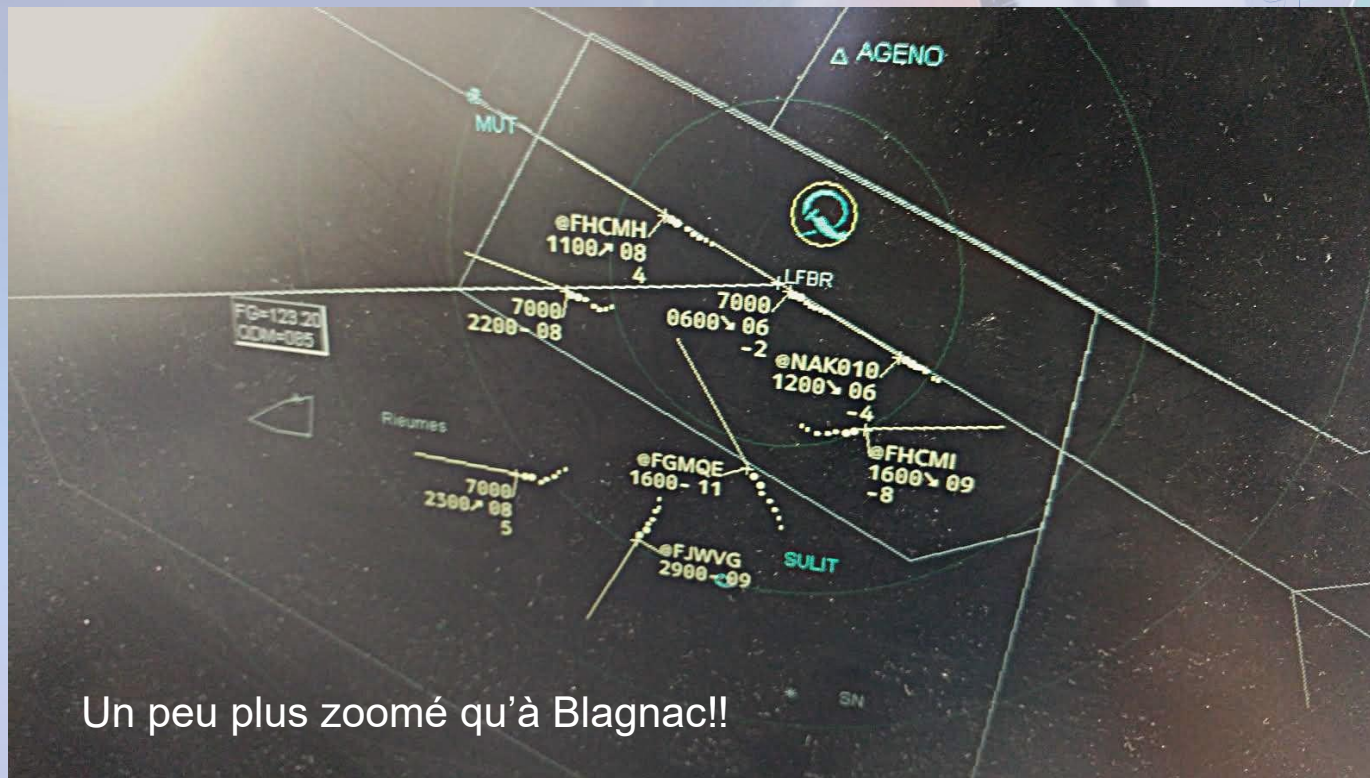 AGENO
MUT
@FHCMH
1100↗ 08
4
LFBR
7000
2200- 08
7000
0600↘ 06
-2
FG=123.20
QDM=085
@NAK010
1200↘ 06
-4
Rieumes
@FHCMI
1600↘ 09
-8
@FGMQE
1600- 11
7000
2300↗ 08
5
@FJWVG
2900-09
SULIT
SN
Un peu plus zoomé qu’à Blagnac!!